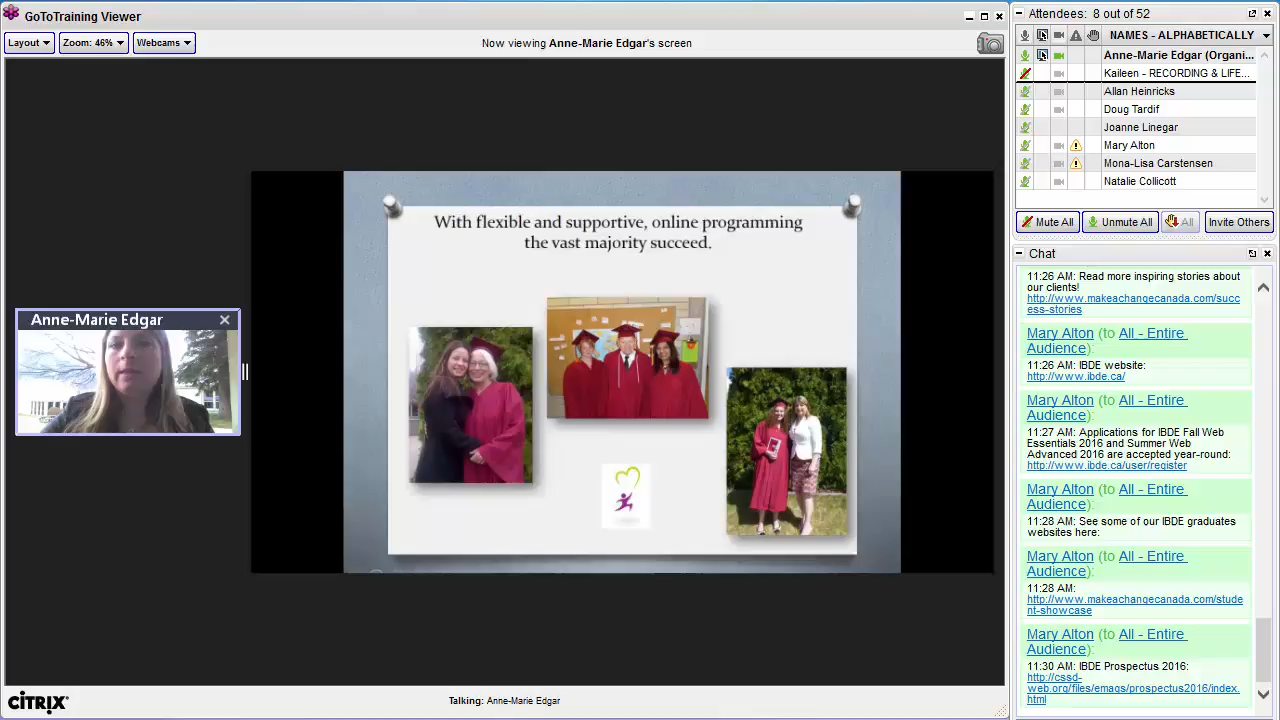 GoToTraining Viewer
Layout
Zoom: 46%
Webcams
Now viewing Anne-Marie Edgar's screen
Anne-Marie Edgar
With flexible and supportive, online programming
the vast majority succeed.
CİTRIX®
Talking: Anne-Marie Edgar
Attendees: 8 out of 52
NAMES - ALPHABETICALLY
Anne-Marie Edgar (Organi...
Kaileen - RECORDING & LIFE...
Allan Heinricks
Doug Tardif
Joanne Linegar
Mary Alton
Mona-Lisa Carstensen
Natalie Collicott
Mute All
Unmute All
All
Invite Others
Chat
11:26 AM: Read more inspiring stories about
our clients!
http://www.makeachangecanada.com/succ
ess-stories
Mary Alton (to All - Entire
Audience):
11:26 AM: IBDE website:
http://www.ibde.ca/
Mary Alton (to All - Entire
Audience):
11:27 AM: Applications for IBDE Fall Web
Essentials 2016 and Summer Web
Advanced 2016 are accepted year-round:
http://www.ibde.ca/user/register
Mary Alton (to All - Entire
Audience):
11:28 AM: See some of our IBDE graduates
websites here:
Mary Alton (to All - Entire
Audience):
11:28 AM:
http://www.makeachangecanada.com/stude
nt-showcase
Mary Alton (to All - Entire
Audience):
11:30 AM: IBDE Prospectus 2016:
http://cssd-
web.org/files/emags/prospectus2016/index.
html